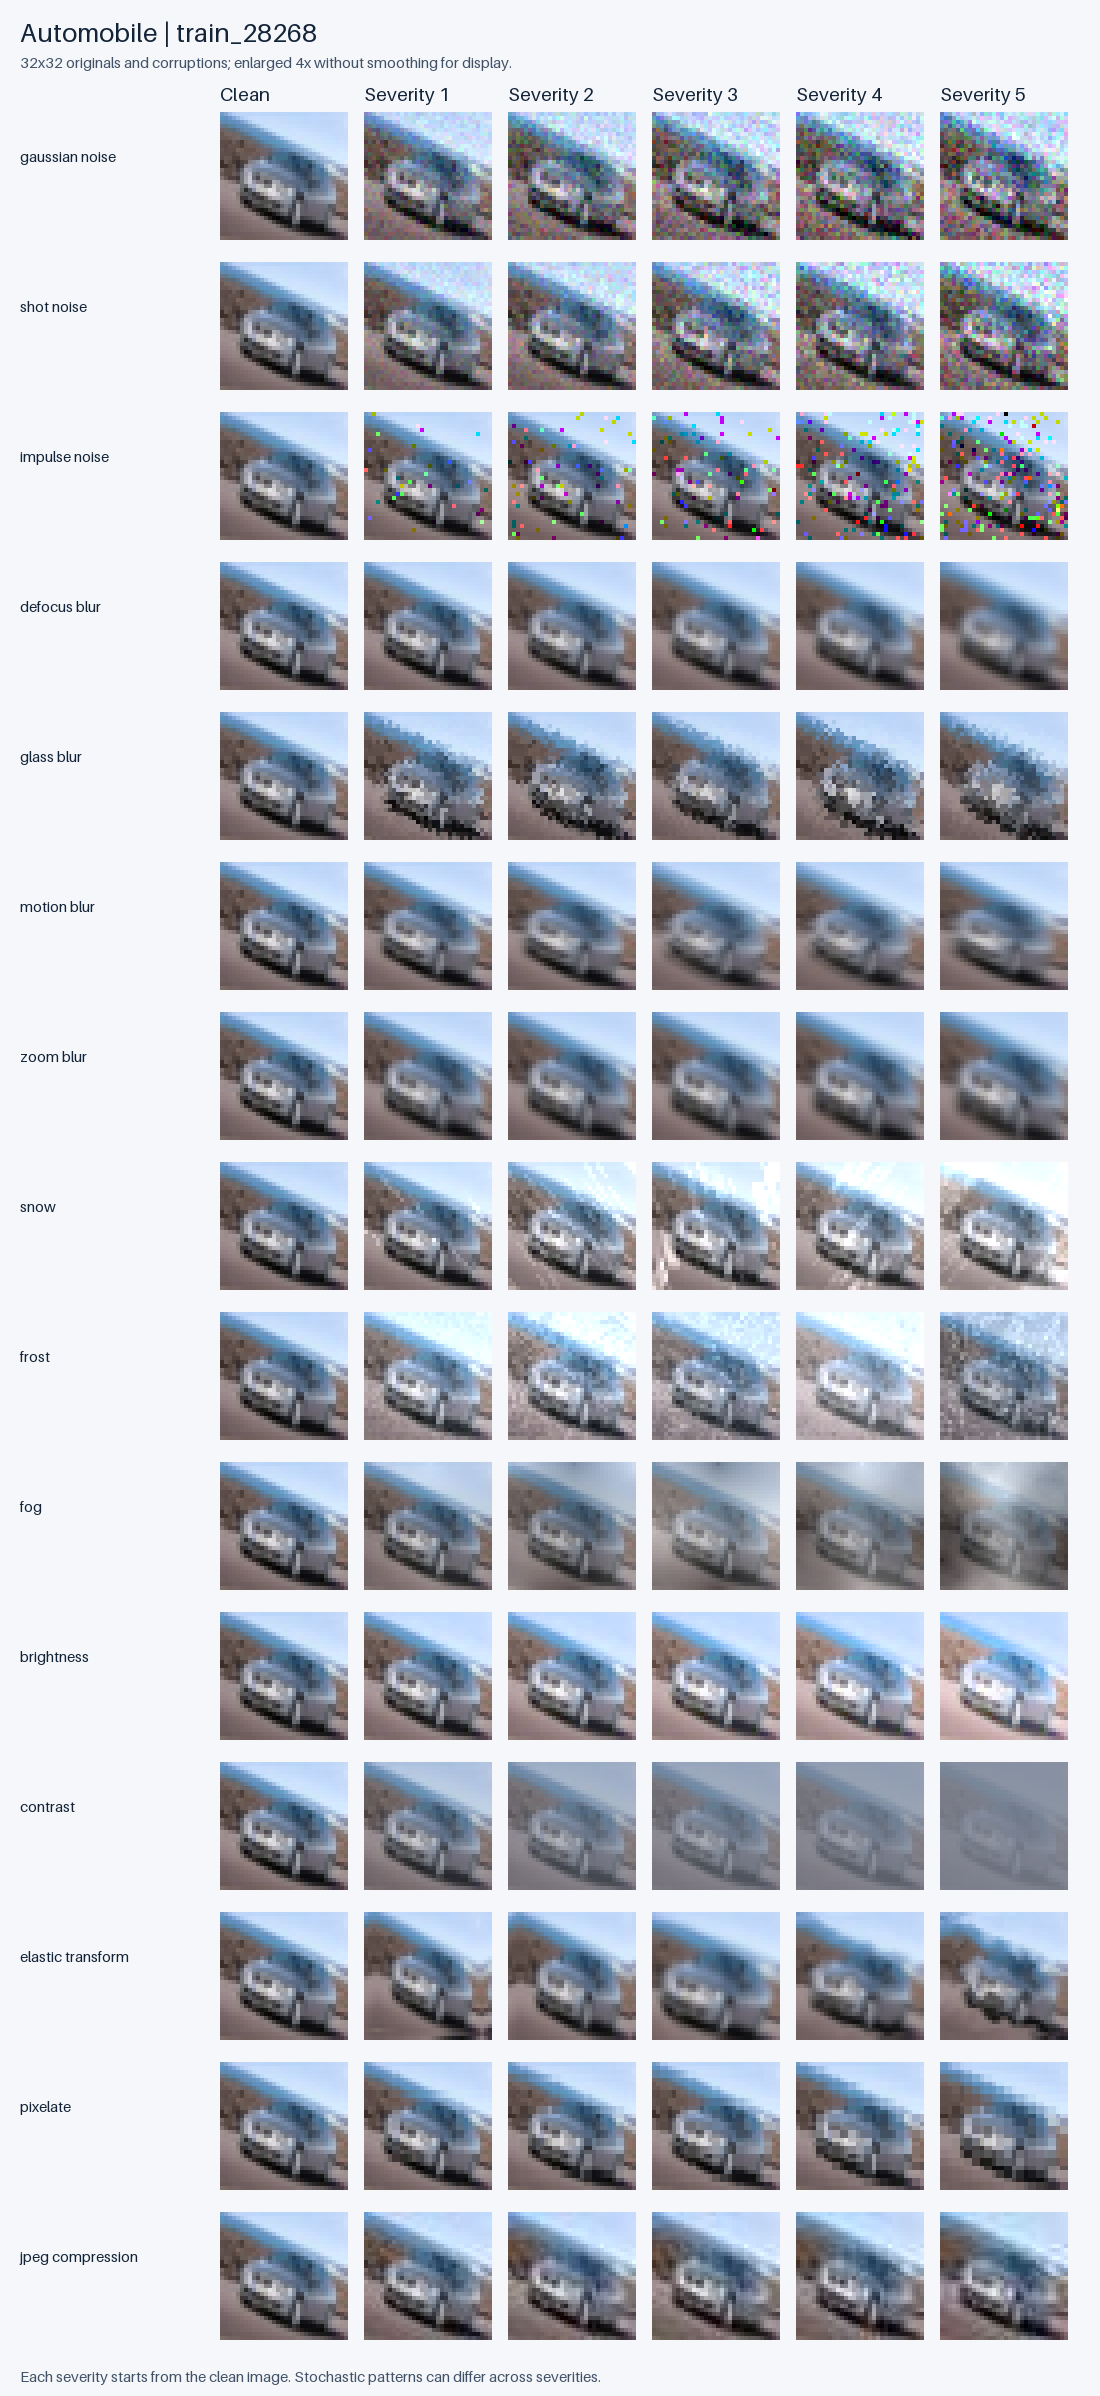 Automobile | train_28268
32x32 originals and corruptions; enlarged 4x without smoothing for display.
Clean Severity 1 Severity 2 Severity 3 Severity 4 Severity 5
gaussian noise
shot noise
impulse noise
defocus blur
glass blur
motion blur
zoom blur
snow
frost
fog
brightness
contrast
elastic transform
pixelate
jpeg compression
Each severity starts from the clean image. Stochastic patterns can differ across severities.